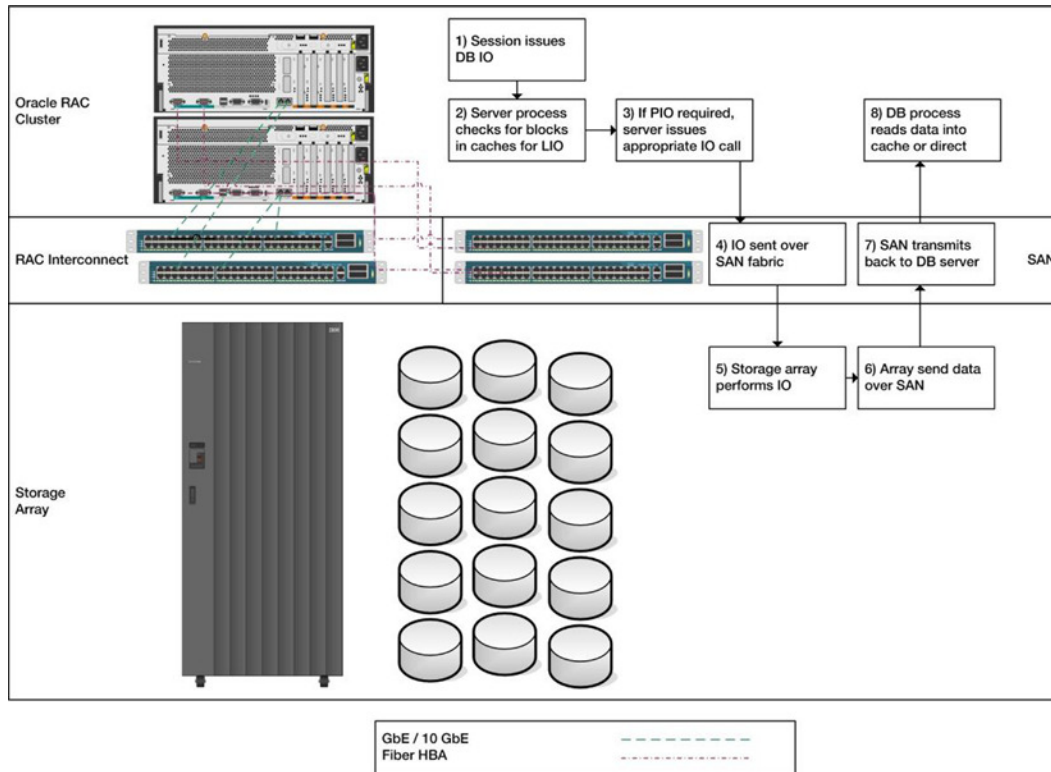 Oracle RAC
Cluster
1) Session issues
DB IO
2) Server process
checks for blocks
in caches for LIO
3) If PIO required,
server issues
appropriate IO call
8) DB process
reads data into
cache or direct
RAC Interconnect
4) IO sent over
SAN fabric
7) SAN transmits
back to DB server
SAN
IBM
5) Storage array
performs IO
6) Array send data
over SAN
Storage
Array
GbE / 10 GbE
Fiber HBA